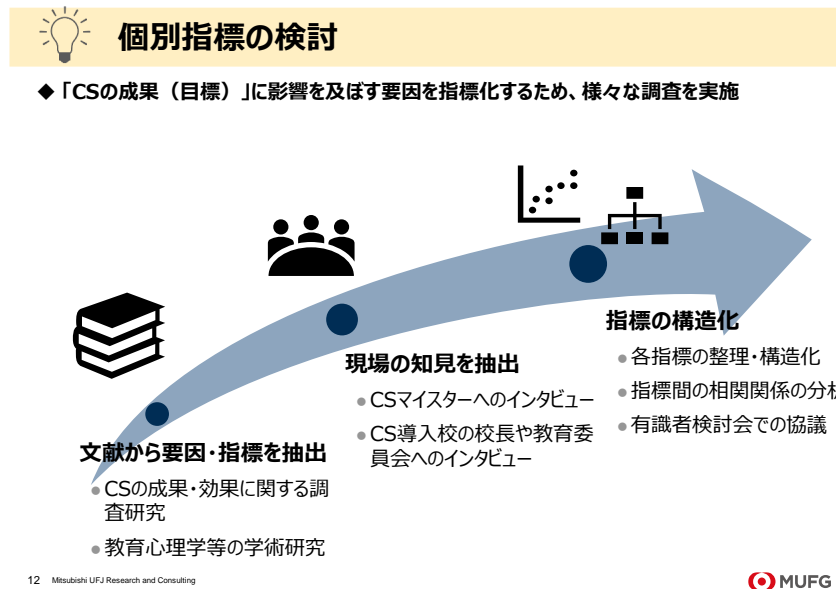 個別指標の検討
◆「CSの成果（目標）」に影響を及ぼす要因を指標化するため、様々な調査を実施
文献から要因・指標を抽出
●CSの成果・効果に関する調
査研究
●教育心理学等の学術研究
現場の知見を抽出
●CSマイスターへのインタビュー
●CS導入校の校長や教育委
員会へのインタビュー
指標の構造化
●各指標の整理・構造化
●指標間の相関関係の分析
●有識者検討会での協議
12 Mitsubishi UFJ Research and Consulting
MUFG